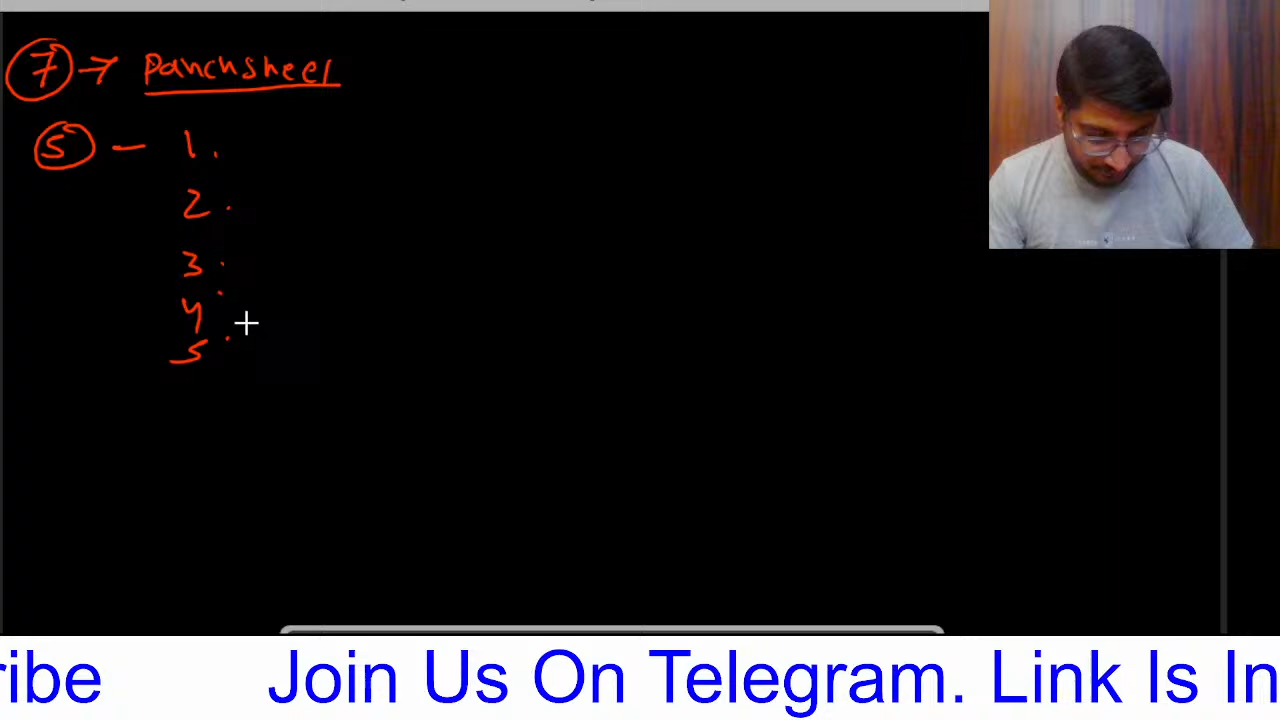 7 → Panchsheel
5 - 1.
2.
3.
4.
5.
ribe Join Us On Telegram. Link Is In